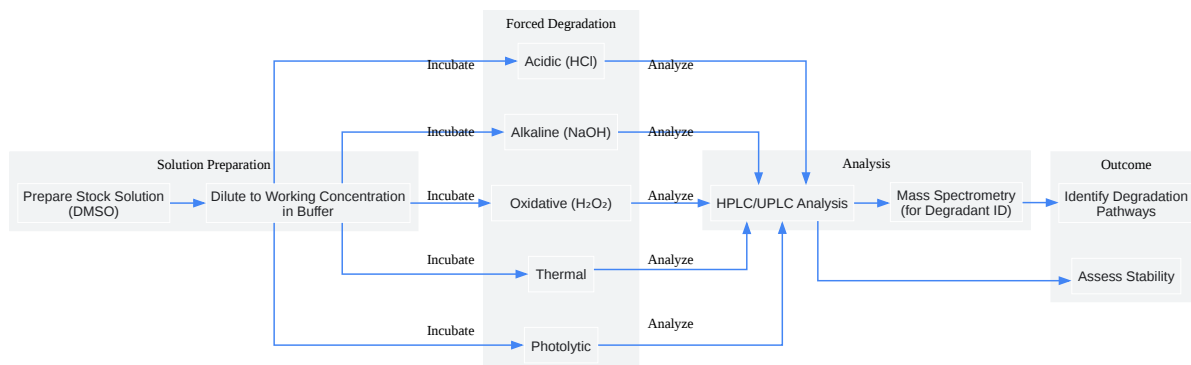 Forced Degradation
Acidic (HCl)
Incubate
Analyze
Incubate
Alkaline (NaOH)
Analyze
Solution Preparation
Analysis
Outcome
Prepare Stock Solution
(DMSO)
Dilute to Working Concentration
in Buffer
Incubate
Oxidative (H₂O₂)
Analyze
HPLC/UPLC Analysis
Mass Spectrometry
(for Degradant ID)
Identify Degradation
Pathways
Incubate
Thermal
Analyze
Assess Stability
Incubate
Photolytic
Analyze